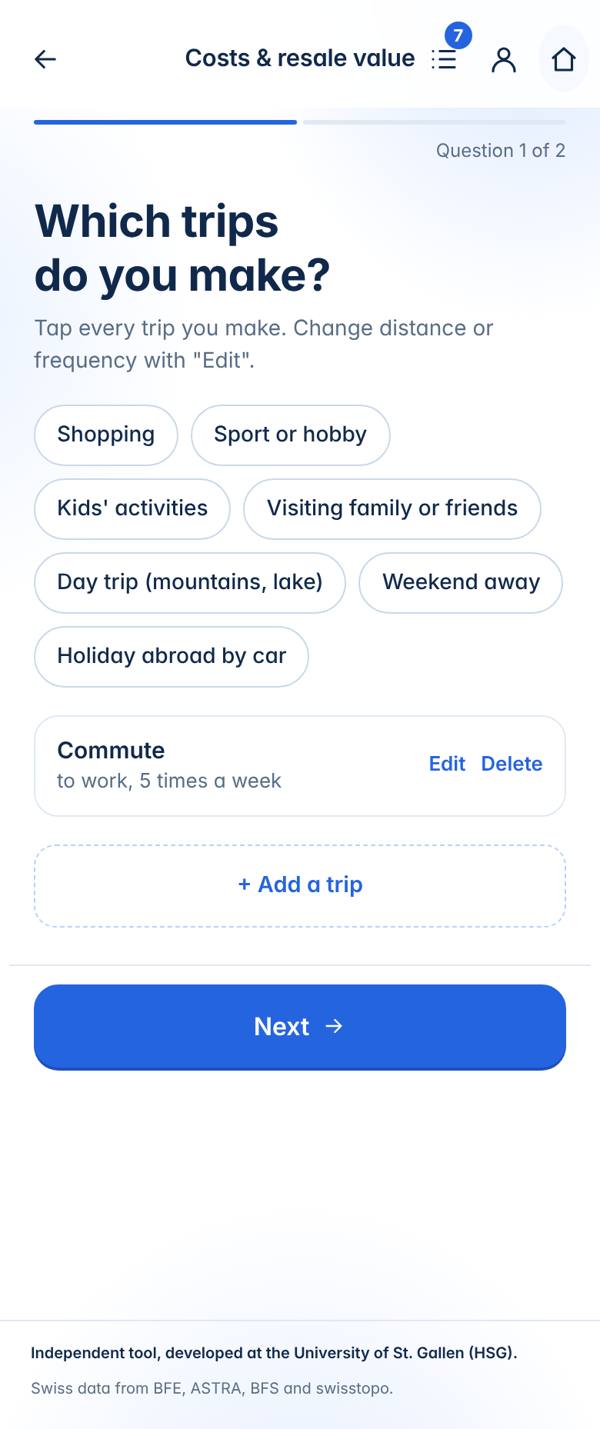 Costs & resale value
7
Question 1 of 2
Which trips
do you make?
Tap every trip you make. Change distance or
frequency with "Edit".
Shopping
Sport or hobby
Kids' activities
Visiting family or friends
Day trip (mountains, lake)
Weekend away
Holiday abroad by car
Commute
to work, 5 times a week
Edit Delete
+ Add a trip
Next →
Independent tool, developed at the University of St. Gallen (HSG).
Swiss data from BFE, ASTRA, BFS and swisstopo.